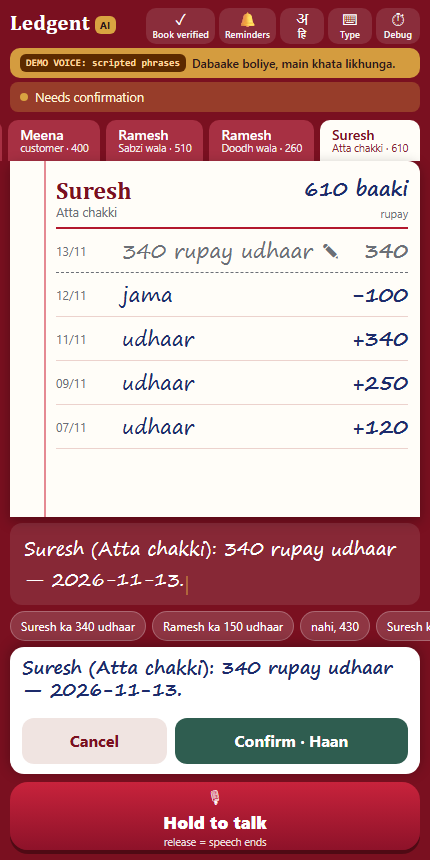 Ledgent AI
✓ Book verified
🔔 Reminders
अ हि
⌨ Type
⏱ Debug
DEMO VOICE: scripted phrases Dabaake boliye, main khata likhunga.
Needs confirmation
Meena
customer · 400
Ramesh
Sabzi wala · 510
Ramesh
Doodh wala · 260
Suresh
Atta chakki · 610
Suresh 610 baaki
Atta chakki rupay
13/11 340 rupay udhaar ✎ 340
12/11 jama −100
11/11 udhaar +340
09/11 udhaar +250
07/11 udhaar +120
Suresh (Atta chakki): 340 rupay udhaar
— 2026-11-13.
Suresh ka 340 udhaar
Ramesh ka 150 udhaar
nahi, 430
Suresh k
Suresh (Atta chakki): 340 rupay udhaar
— 2026-11-13.
Cancel
Confirm · Haan
Hold to talk
release = speech ends